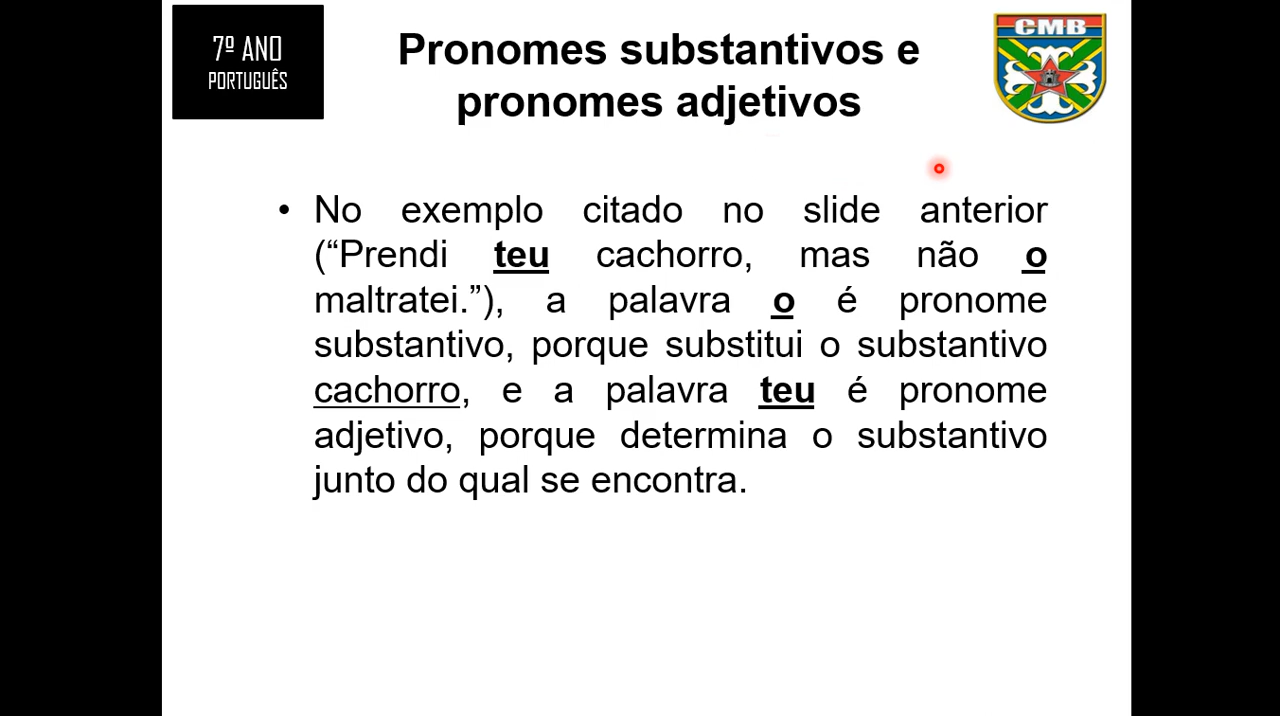 7º ANO
PORTUGUÊS
Pronomes substantivos e
pronomes adjetivos
CMB
• No exemplo citado no slide anterior
(“Prendi teu cachorro, mas não o
maltratei.”), a palavra o é pronome
substantivo, porque substitui o substantivo
cachorro, e a palavra teu é pronome
adjetivo, porque determina o substantivo
junto do qual se encontra.